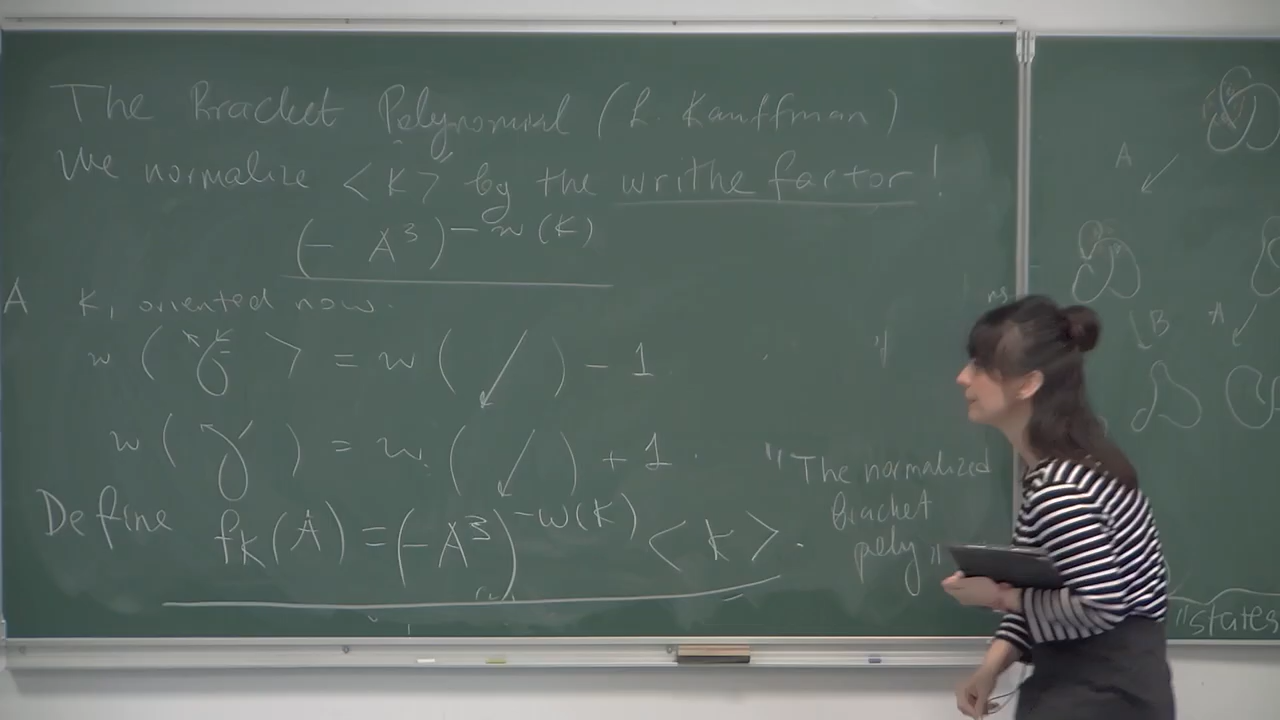 The Bracket Polynomial (L. Kauffman)
We normalize <K> by the writhe factor!
(- A³)^{-w(K)}
A K, oriented now.
w ( ) = w ( ) - 1
w ( ) = w ( ) + 1.
Define f_K(A) = (-A³)^{-w(K)} <K>.
"The normalized
bracket
poly"
A
B A
"states